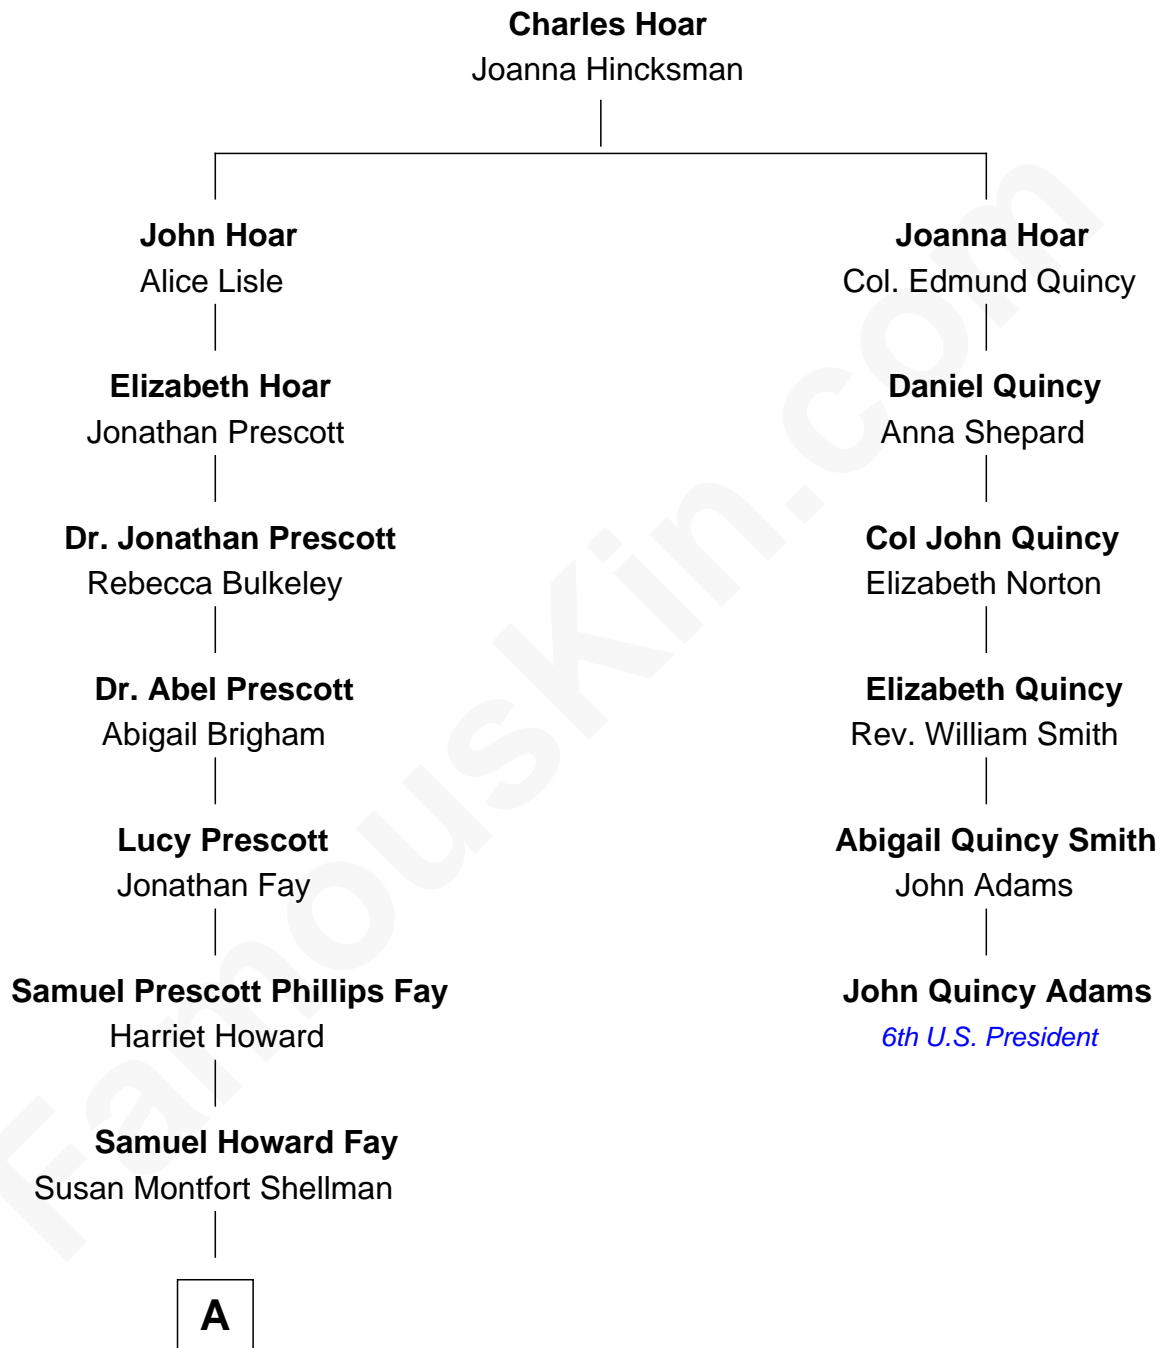 Charles Hoar
Joanna Hincksman
John Hoar
Alice Lisle
Joanna Hoar
Col. Edmund Quincy
Elizabeth Hoar
Jonathan Prescott
Daniel Quincy
Anna Shepard
Dr. Jonathan Prescott
Rebecca Bulkeley
Col John Quincy
Elizabeth Norton
Dr. Abel Prescott
Abigail Brigham
Elizabeth Quincy
Rev. William Smith
Lucy Prescott
Jonathan Fay
Abigail Quincy Smith
John Adams
Samuel Prescott Phillips Fay
Harriet Howard
John Quincy Adams
6th U.S. President
Samuel Howard Fay
Susan Montfort Shellman
A
FamousKin.com